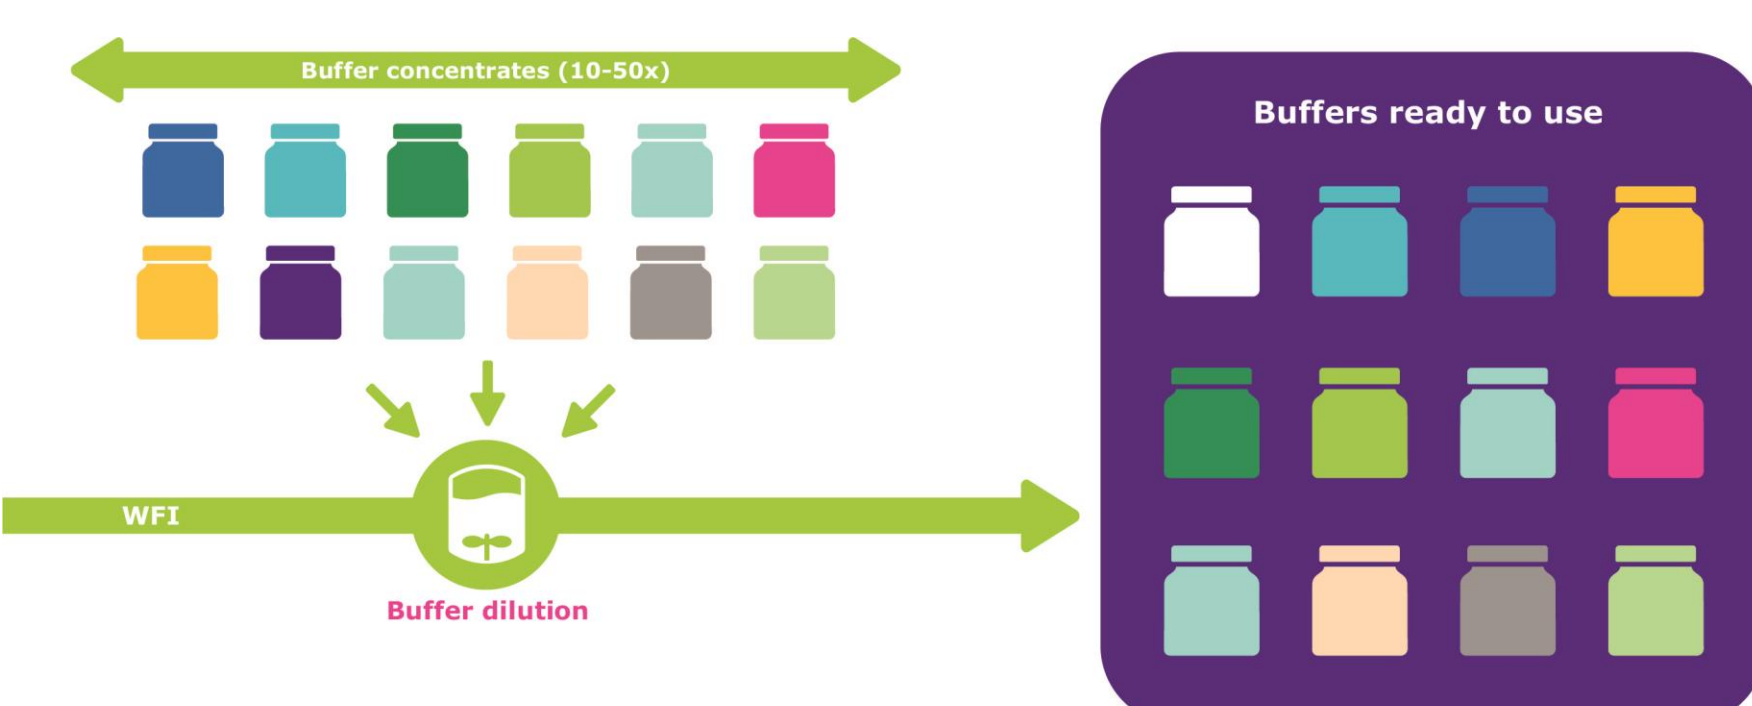 Buffer concentrates (10-50x)
Buffers ready to use
WFI
Buffer dilution